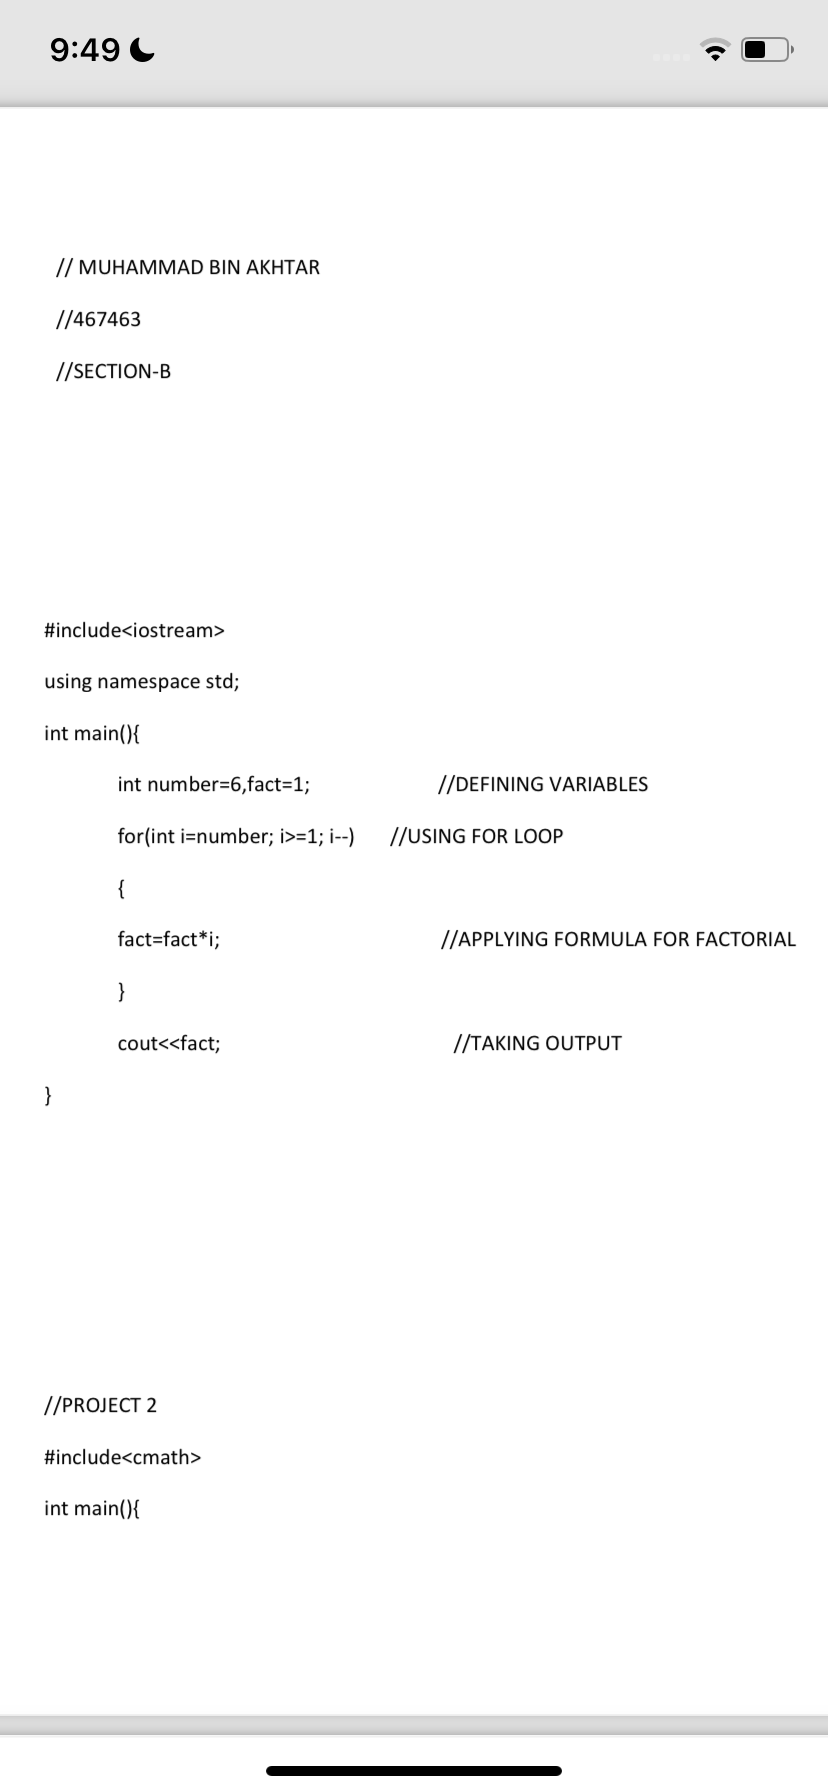 9:49
// MUHAMMAD BIN AKHTAR
//467463
//SECTION-B
#include<iostream>
using namespace std;
int main(){
int number=6,fact=1; //DEFINING VARIABLES
for(int i=number; i>=1; i--) //USING FOR LOOP
{
fact=fact*i; //APPLYING FORMULA FOR FACTORIAL
}
cout<<fact; //TAKING OUTPUT
}
//PROJECT 2
#include<cmath>
int main(){